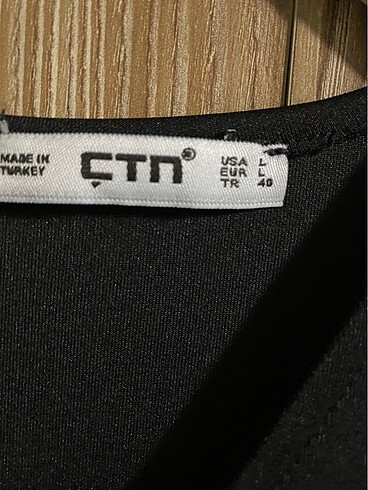 MADE IN
TURKEY
ÇTN®
USA L
EUR L
TR 40